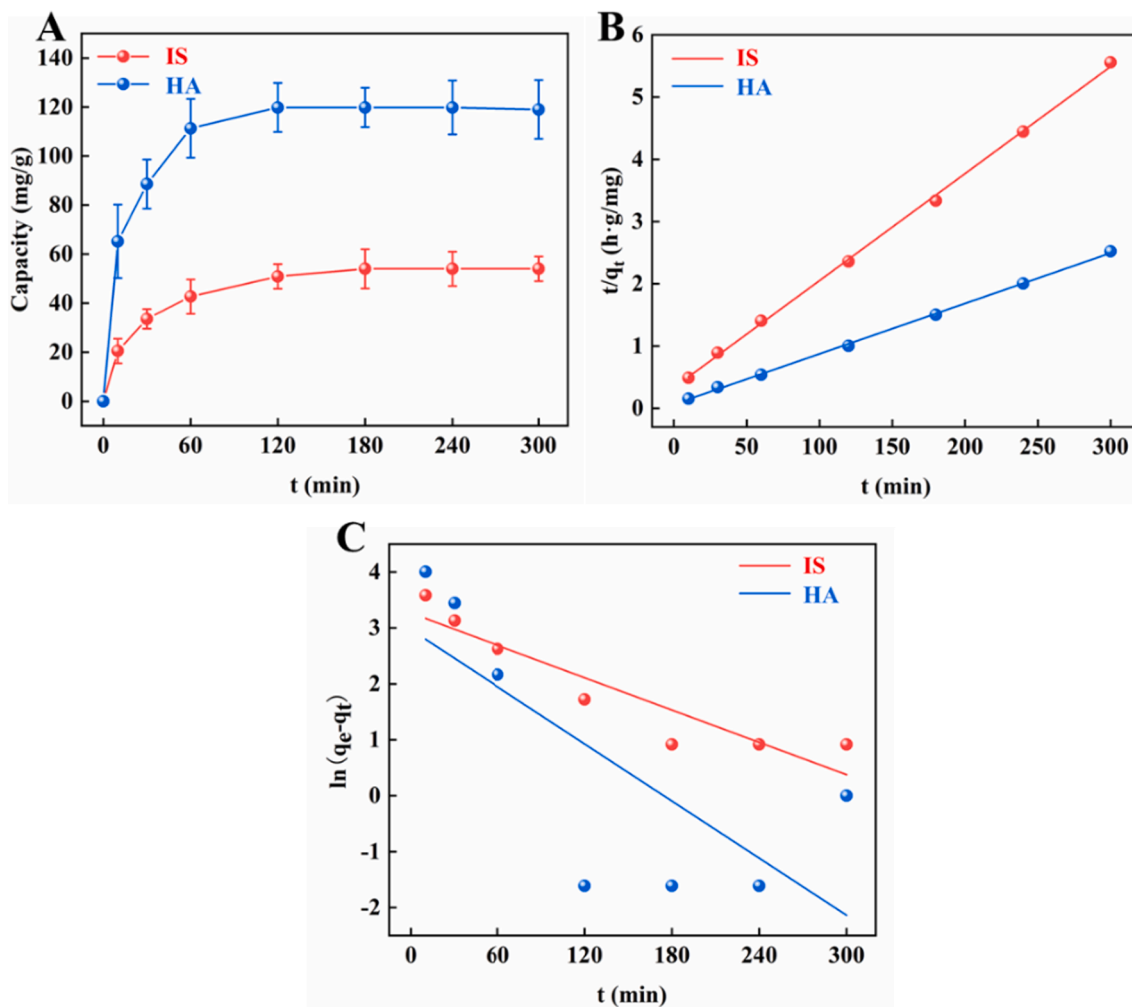 A
IS
HA
Capacity (mg/g)
140
120
100
80
60
40
20
0
0 60 120 180 240 300
t (min)
B
IS
HA
t/qt (h·g/mg)
6
5
4
3
2
1
0
0 50 100 150 200 250 300
t (min)
C
IS
HA
ln (qe-qt)
4
3
2
1
0
-1
-2
0 60 120 180 240 300
t (min)